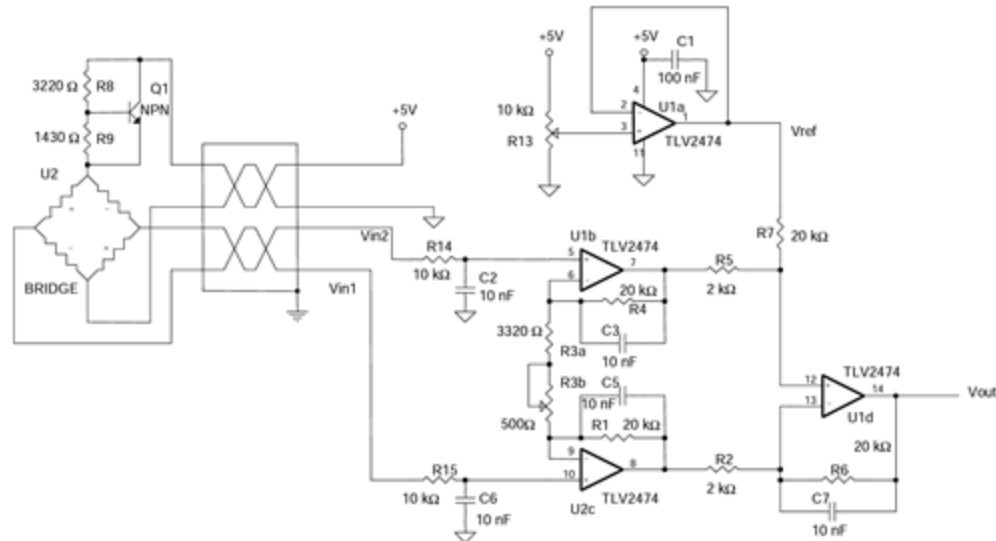 +5V
+5V
C1
100 nF
4
2
U1a
1
3
TLV2474
11
10 kΩ
R13
Vref
3220 Ω
R8
Q1
NPN
1430 Ω
R9
+5V
U2
+ -
+ -
BRIDGE
R7
20 kΩ
Vin2
R14
10 kΩ
C2
10 nF
U1b
TLV2474
5
7
6
R5
2 kΩ
20 kΩ
R4
C3
10 nF
Vin1
3320 Ω
R3a
R3b
500Ω
C5
10 nF
R1
20 kΩ
9
8
10
TLV2474
U2c
R2
2 kΩ
R15
10 kΩ
C6
10 nF
TLV2474
12
14
13
U1d
Vout
20 kΩ
R6
C7
10 nF